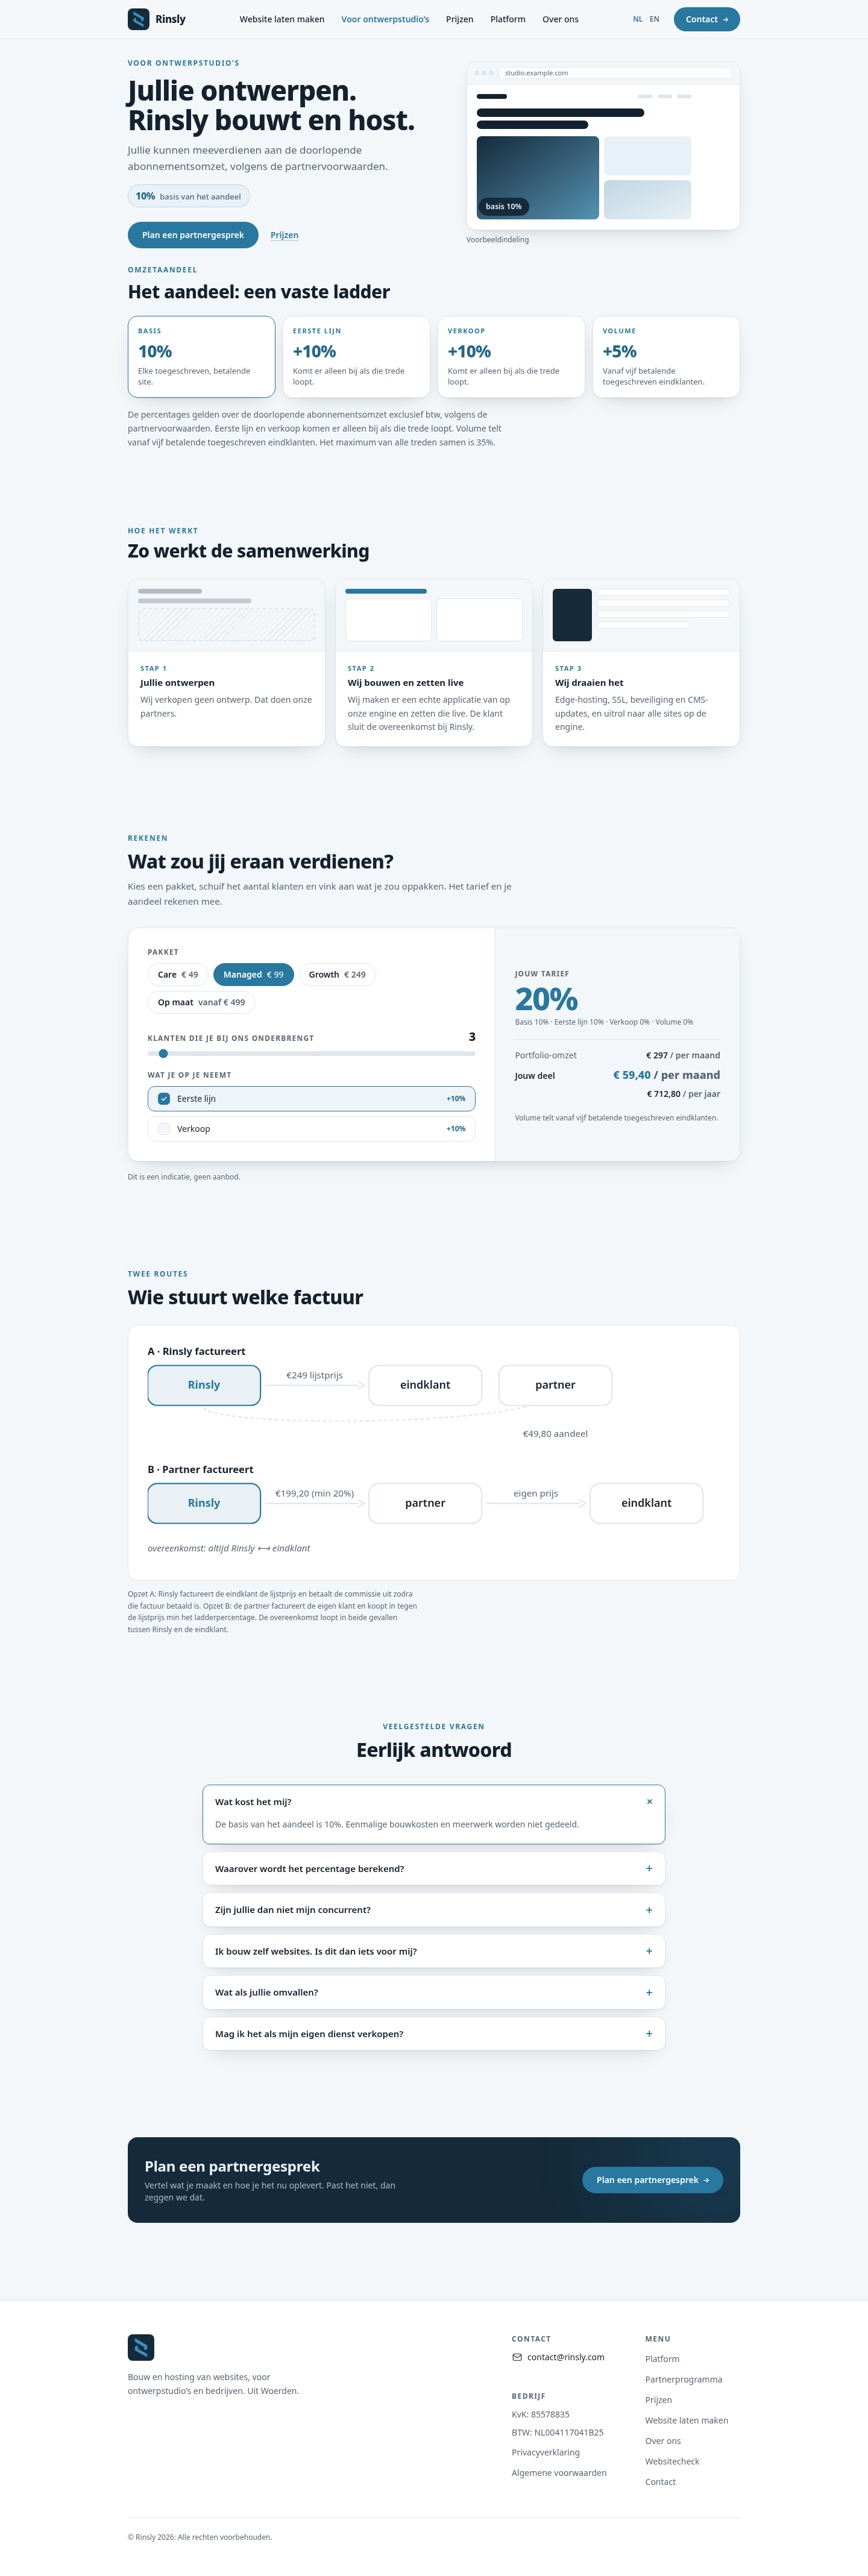 Rinsly
Website laten maken
Voor ontwerpstudio's
Prijzen
Platform
Over ons
NL EN
Contact →
VOOR ONTWERPSTUDIO'S
Jullie ontwerpen.
Rinsly bouwt en host.
Jullie kunnen meeverdienen aan de doorlopende
abonnementsomzet, volgens de partnervoorwaarden.
10% basis van het aandeel
Plan een partnergesprek
Prijzen
studio.example.com
basis 10%
Voorbeeldindeling
OMZETAANDEEL
Het aandeel: een vaste ladder
BASIS
10%
Elke toegeschreven, betalende
site.
EERSTE LIJN
+10%
Komt er alleen bij als die trede
loopt.
VERKOOP
+10%
Komt er alleen bij als die trede
loopt.
VOLUME
+5%
Vanaf vijf betalende
toegeschreven eindklanten.
De percentages gelden over de doorlopende abonnementsomzet exclusief btw, volgens de
partnervoorwaarden. Eerste lijn en verkoop komen er alleen bij als die trede loopt. Volume telt
vanaf vijf betalende toegeschreven eindklanten. Het maximum van alle treden samen is 35%.
HOE HET WERKT
Zo werkt de samenwerking
STAP 1
Jullie ontwerpen
Wij verkopen geen ontwerp. Dat doen onze
partners.
STAP 2
Wij bouwen en zetten live
Wij maken er een echte applicatie van op
onze engine en zetten die live. De klant
sluit de overeenkomst bij Rinsly.
STAP 3
Wij draaien het
Edge-hosting, SSL, beveiliging en CMS-
updates, en uitrol naar alle sites op de
engine.
REKENEN
Wat zou jij eraan verdienen?
Kies een pakket, schuif het aantal klanten en vink aan wat je zou oppakken. Het tarief en je
aandeel rekenen mee.
PAKKET
Care € 49
Managed € 99
Growth € 249
Op maat vanaf € 499
KLANTEN DIE JE BIJ ONS ONDERBRENGT 3
WAT JE OP JE NEEMT
Eerste lijn +10%
Verkoop +10%
JOUW TARIEF
20%
Basis 10% · Eerste lijn 10% · Verkoop 0% · Volume 0%
Portfolio-omzet € 297 / per maand
Jouw deel € 59,40 / per maand
€ 712,80 / per jaar
Volume telt vanaf vijf betalende toegeschreven eindklanten.
Dit is een indicatie, geen aanbod.
TWEE ROUTES
Wie stuurt welke factuur
A · Rinsly factureert
Rinsly
€249 lijstprijs
eindklant
partner
€49,80 aandeel
B · Partner factureert
Rinsly
€199,20 (min 20%)
partner
eigen prijs
eindklant
overeenkomst: altijd Rinsly ⟷ eindklant
Opzet A: Rinsly factureert de eindklant de lijstprijs en betaalt de commissie uit zodra
die factuur betaald is. Opzet B: de partner factureert de eigen klant en koopt in tegen
de lijstprijs min het ladderpercentage. De overeenkomst loopt in beide gevallen
tussen Rinsly en de eindklant.
VEELGESTELDE VRAGEN
Eerlijk antwoord
Wat kost het mij? ×
De basis van het aandeel is 10%. Eenmalige bouwkosten en meerwerk worden niet gedeeld.
Waarover wordt het percentage berekend? +
Zijn jullie dan niet mijn concurrent? +
Ik bouw zelf websites. Is dit dan iets voor mij? +
Wat als jullie omvallen? +
Mag ik het als mijn eigen dienst verkopen? +
Plan een partnergesprek
Vertel wat je maakt en hoe je het nu oplevert. Past het niet, dan
zeggen we dat.
Plan een partnergesprek →
Bouw en hosting van websites, voor
ontwerpstudio's en bedrijven. Uit Woerden.
CONTACT
contact@rinsly.com
BEDRIJF
KvK: 85578835
BTW: NL004117041B25
Privacyverklaring
Algemene voorwaarden
MENU
Platform
Partnerprogramma
Prijzen
Website laten maken
Over ons
Websitecheck
Contact
© Rinsly 2026: Alle rechten voorbehouden.